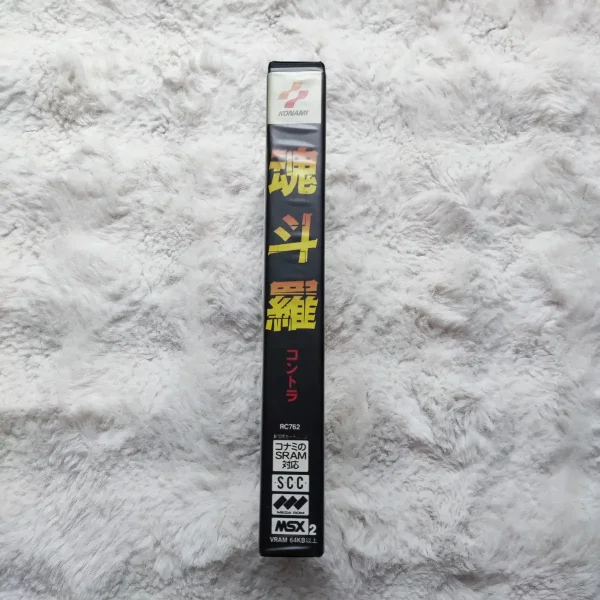 KONAMI
魂斗羅
コントラ
RC762
コナミの
SRAM
対応
SCC
MEGA ROM
MSX2
VRAM 64KB以上